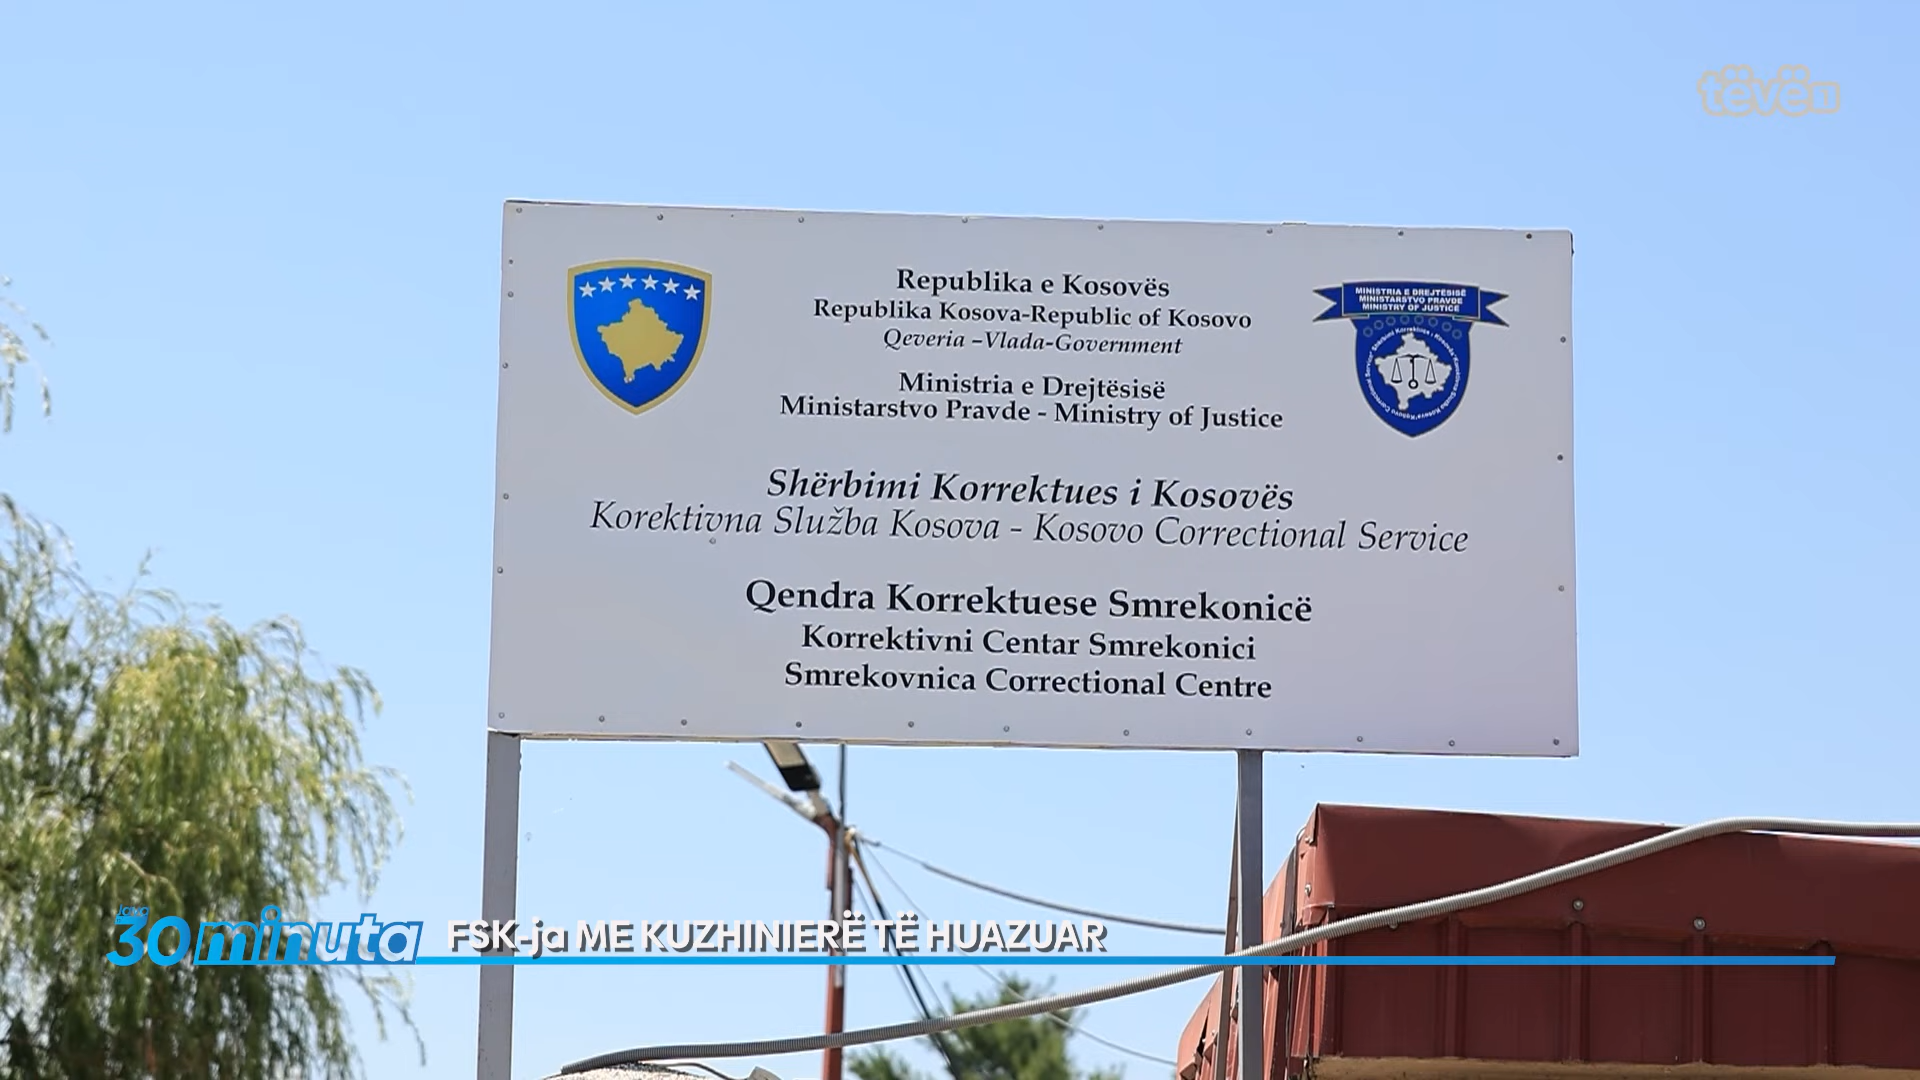 tëvë1
Republika e Kosovës
Republika Kosova-Republic of Kosovo
Qeveria –Vlada-Government
Ministria e Drejtësisë
Ministarstvo Pravde - Ministry of Justice
MINISTRIA E DREJTËSISË
MINISTARSTVO PRAVDE
MINISTRY OF JUSTICE
Shërbimi Korrektues i Kosovës
Korektivna Služba Kosova - Kosovo Correctional Service
Qendra Korrektuese Smrekonicë
Korrektivni Centar Smrekonici
Smrekovnica Correctional Centre
30minuta
FSK-ja ME KUZHINIERË TË HUAZUAR